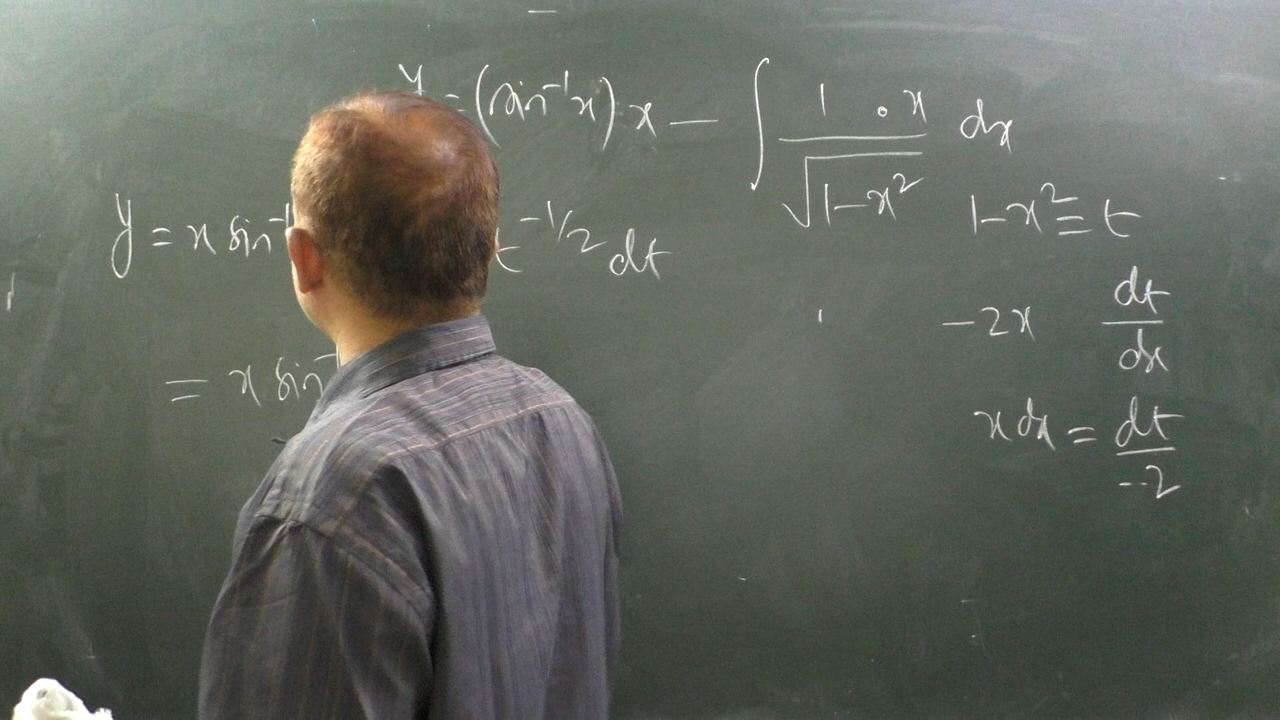 y = (sin⁻¹x) x − ∫ 1 ∘ x / √(1−x²) dx
1−x² = t
y = x sin⁻¹ t^(−1/2) dt
−2x dt/dx
x dx = dt/−2
= x sin⁻